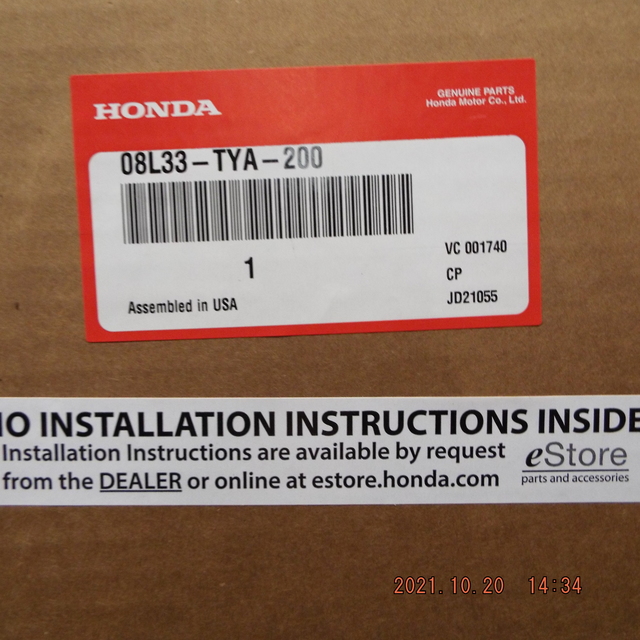 HONDA
GENUINE PARTS
Honda Motor Co., Ltd.
08L33-TYA-200
1
VC 001740
CP
JD21055
Assembled in USA
IO INSTALLATION INSTRUCTIONS INSIDE
Installation Instructions are available by request
from the DEALER or online at estore.honda.com
eStore
parts and accessories
2021.10.20 14:34